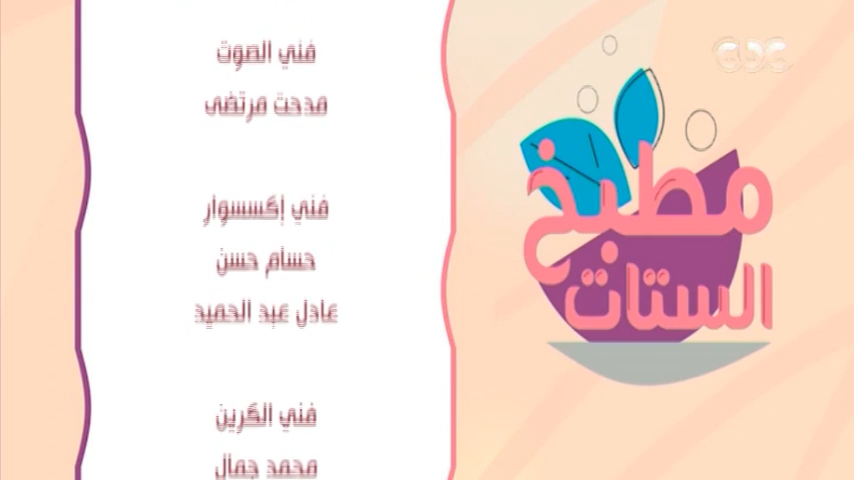 فني الصوت
مدحت مرتضى
فني إكسسوار
حسام حسن
عادل عبد الحميد
فني الكرين
محمد جمال
مطبخ
الستات
cbc